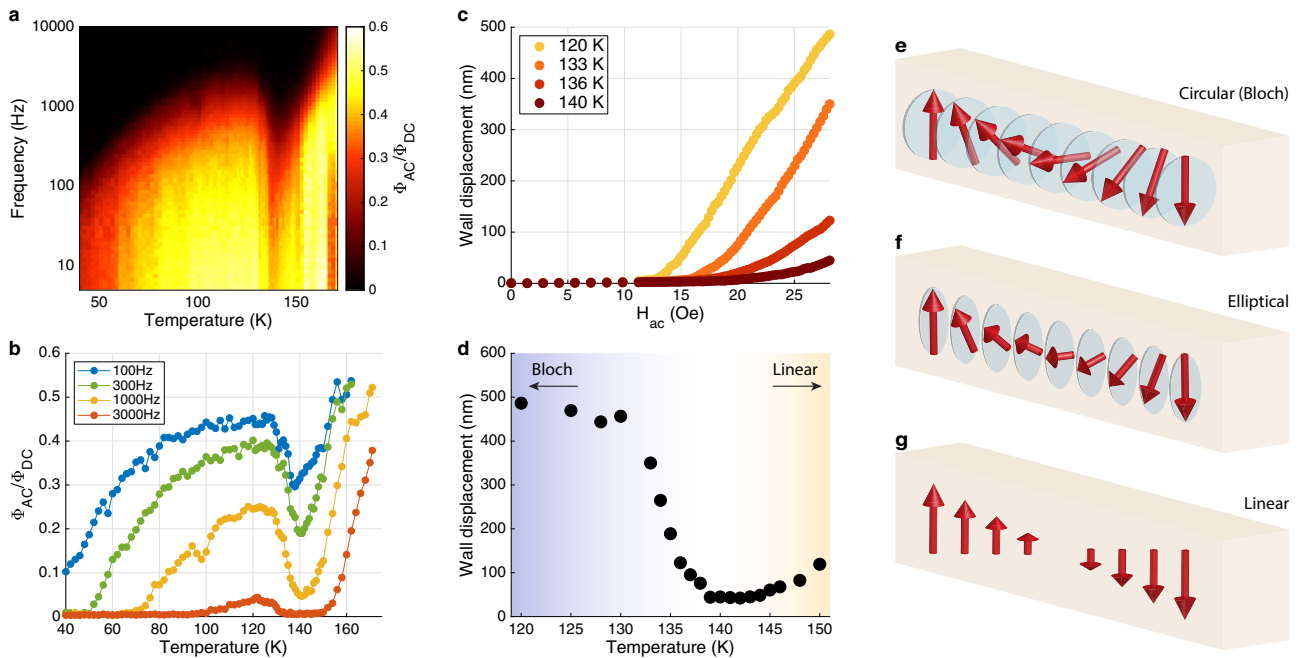 a
10000
1000
100
10
Frequency (Hz)
50
100
150
Temperature (K)
0.6
0.5
0.4
0.3
0.2
0.1
0
Φ_AC/Φ_DC
b
0.6
0.5
0.4
0.3
0.2
0.1
0
Φ_AC/Φ_DC
100Hz
300Hz
1000Hz
3000Hz
40
60
80
100
120
140
160
Temperature (K)
c
500
400
300
200
100
0
Wall displacement (nm)
120 K
133 K
136 K
140 K
0
5
10
15
20
25
H_ac (Oe)
d
600
500
400
300
200
100
0
Wall displacement (nm)
Bloch
Linear
120
125
130
135
140
145
150
Temperature (K)
e
Circular (Bloch)
f
Elliptical
g
Linear